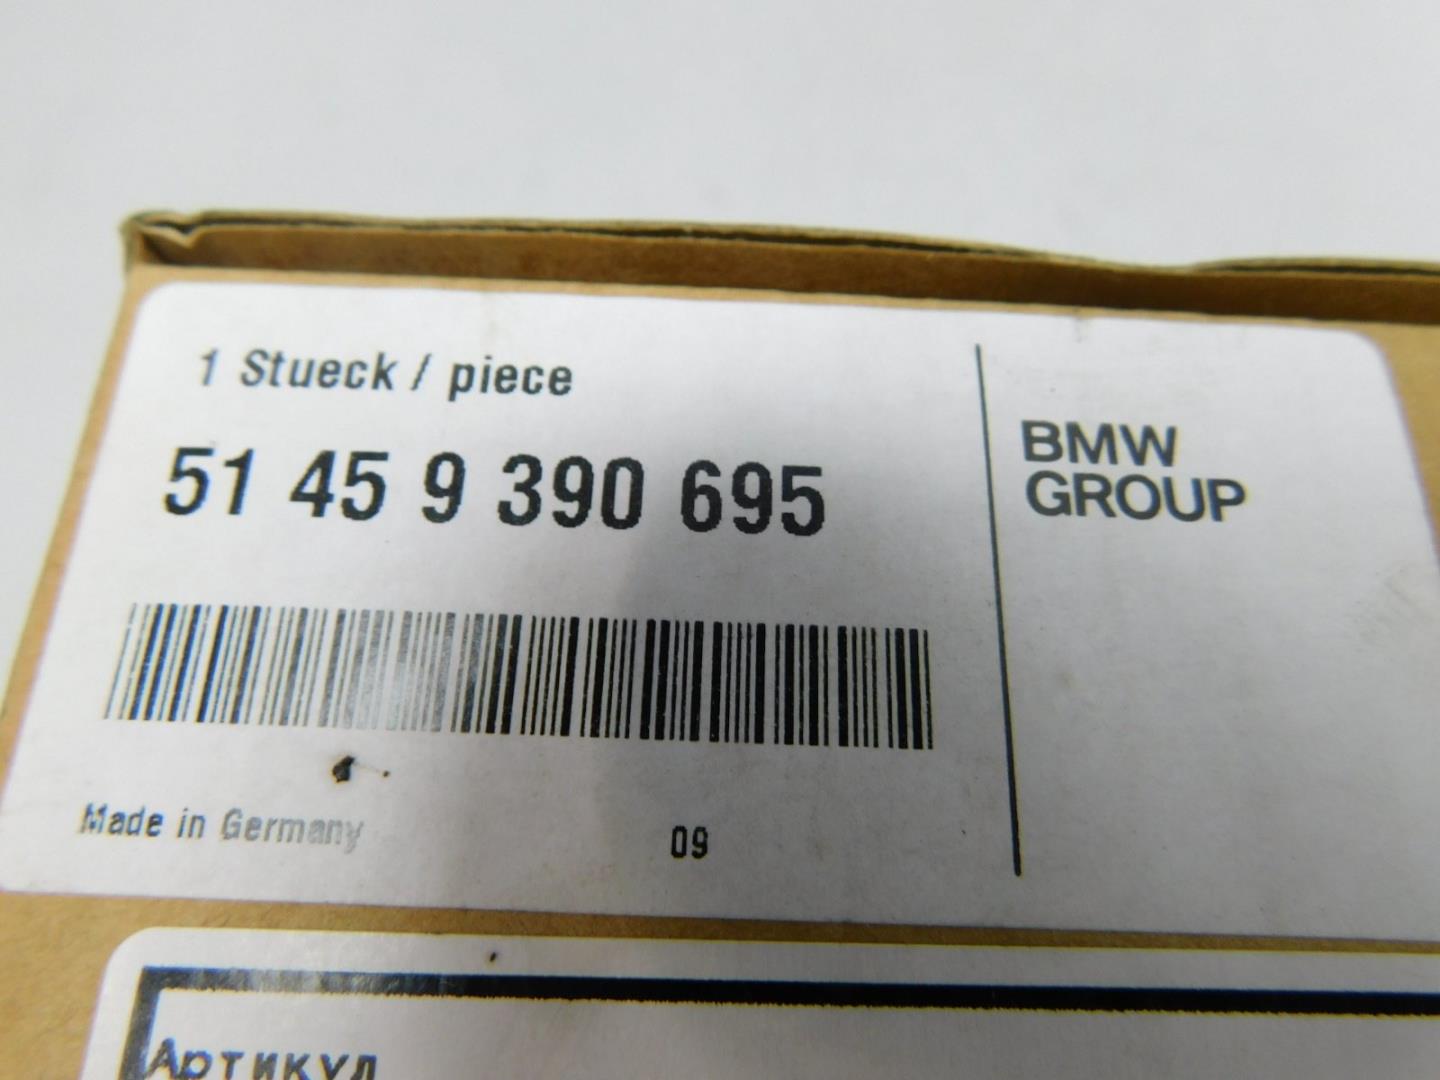 1 Stueck / piece
51 45 9 390 695
BMW
GROUP
Made in Germany
09
Артикул